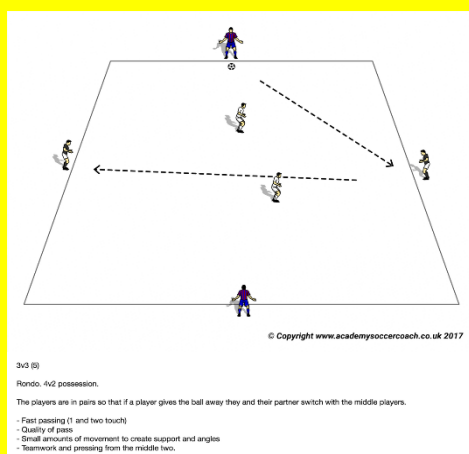 © Copyright www.academysoccercoach.co.uk 2017
3v3 (S)
Rondo. 4v2 possession.
The players are in pairs so that if a player gives the ball away they and their partner switch with the middle players.
- Fast passing (1 and two touch)
- Quality of pass
- Small amounts of movement to create support and angles
- Teamwork and pressing from the middle two.